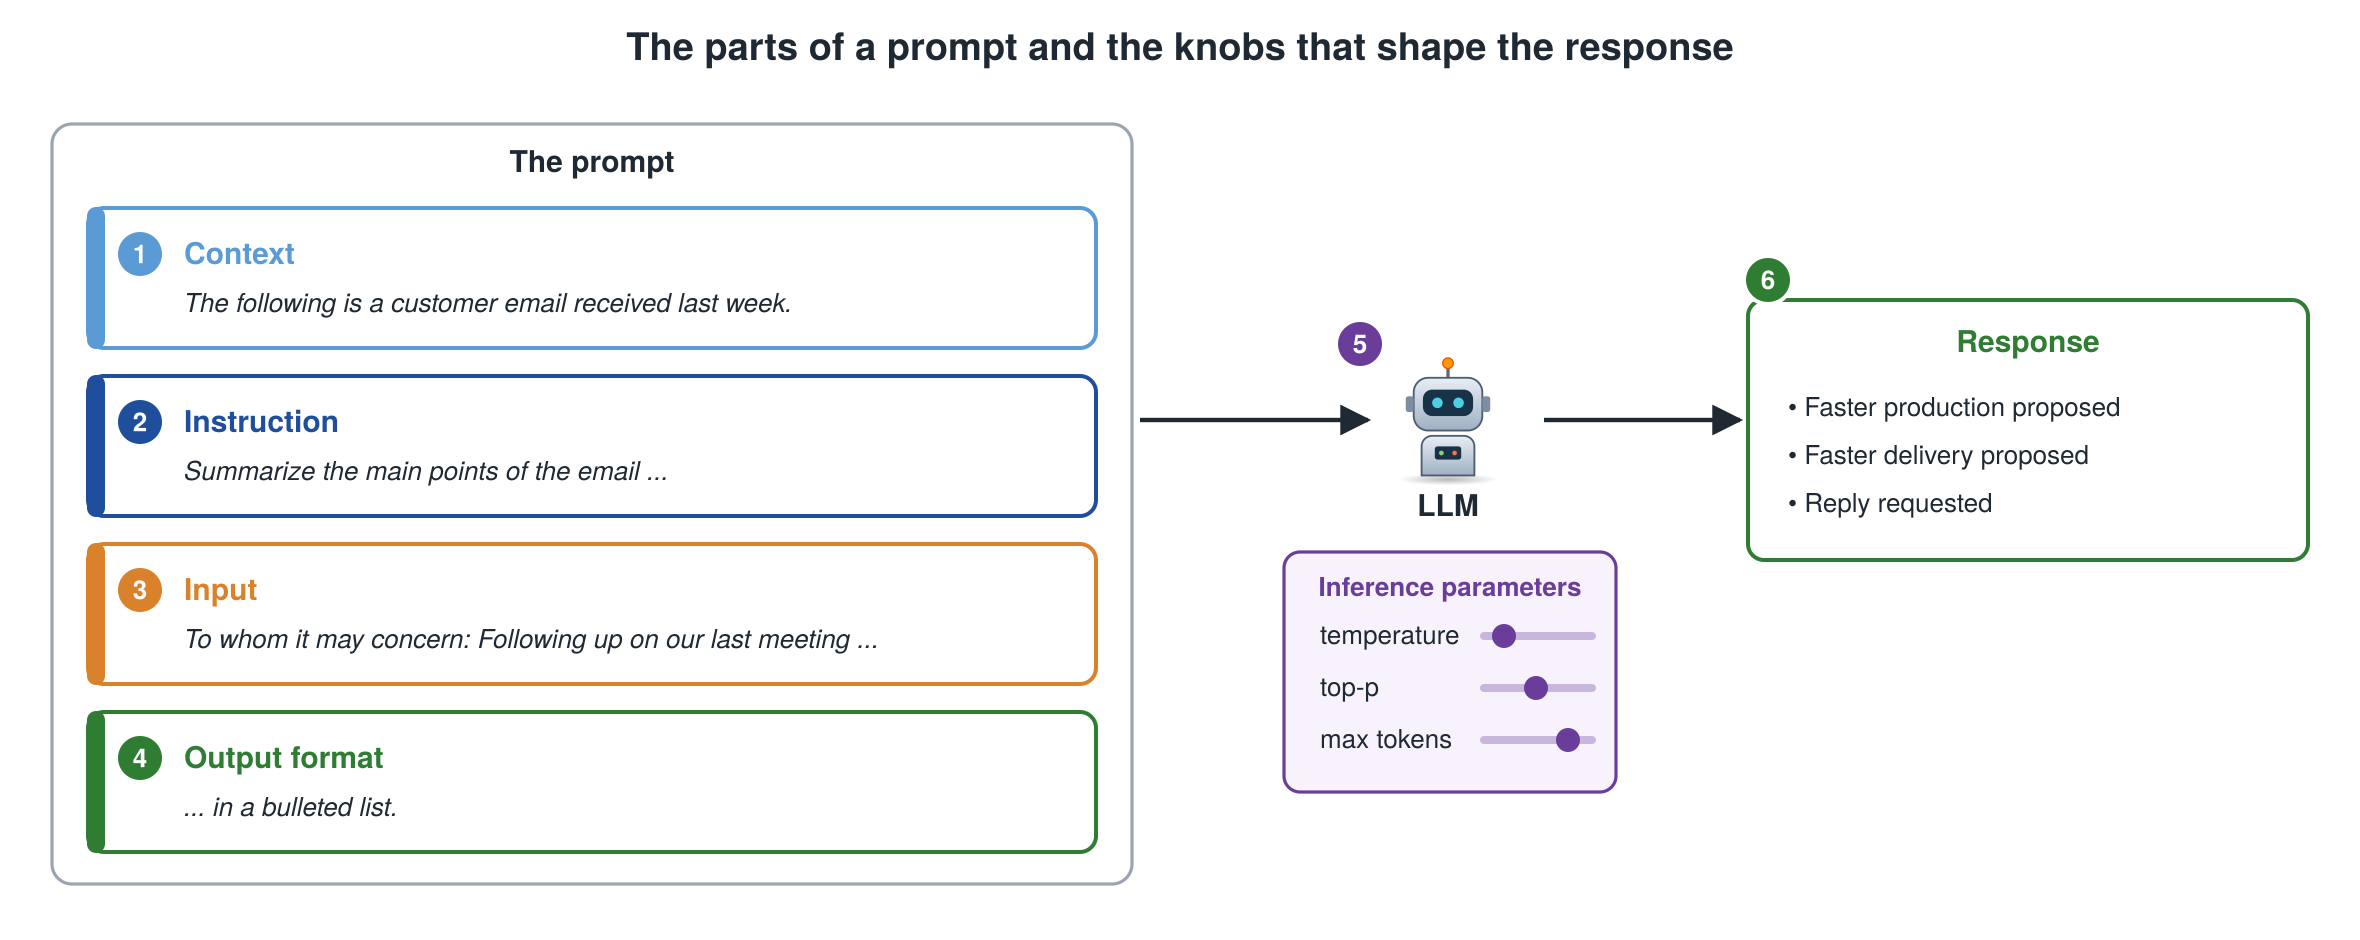 The parts of a prompt and the knobs that shape the response
The prompt
1 Context
The following is a customer email received last week.
2 Instruction
Summarize the main points of the email ...
3 Input
To whom it may concern: Following up on our last meeting ...
4 Output format
... in a bulleted list.
5
LLM
Inference parameters
temperature
top-p
max tokens
6
Response
• Faster production proposed
• Faster delivery proposed
• Reply requested